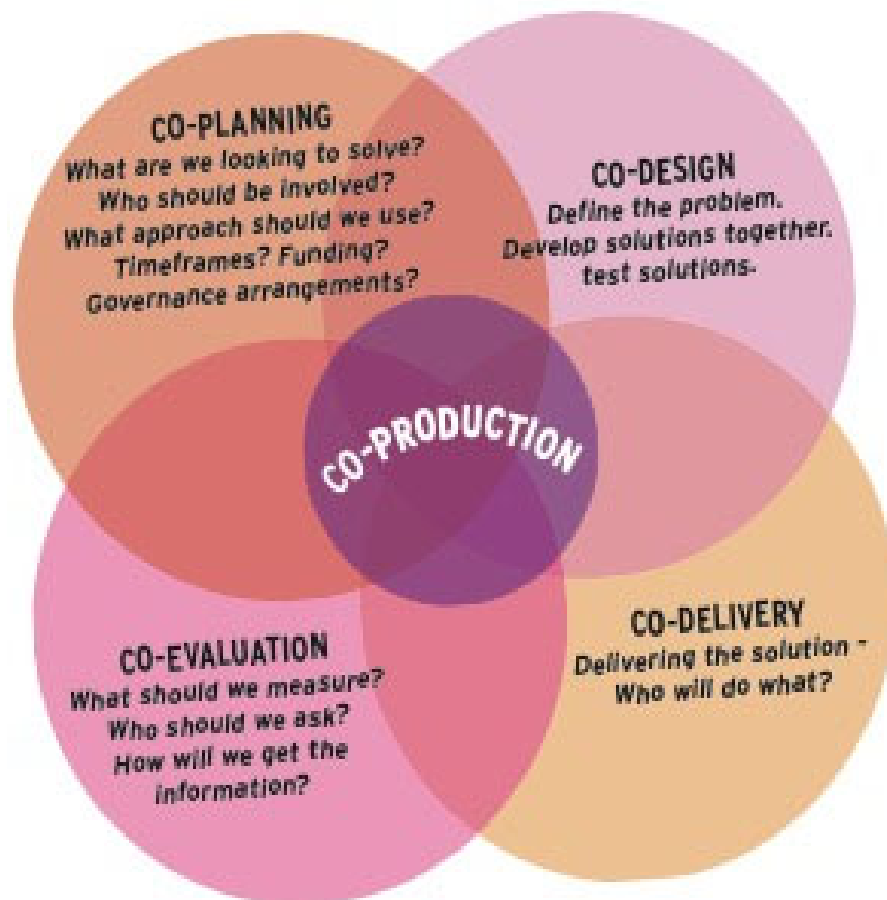 CO-PLANNING
What are we looking to solve?
Who should be involved?
What approach should we use?
Timeframes? Funding?
Governance arrangements?
CO-DESIGN
Define the problem.
Develop solutions together.
test solutions.
CO-PRODUCTION
CO-EVALUATION
What should we measure?
Who should we ask?
How will we get the
information?
CO-DELIVERY
Delivering the solution -
Who will do what?